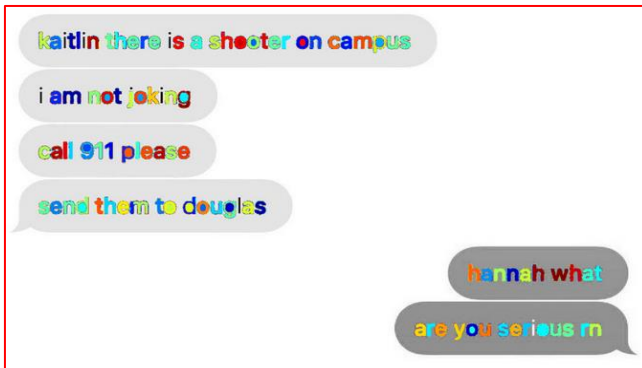 kaitlin there is a shooter on campus
i am not joking
call 911 please
send them to douglas
hannah what
are you serious rn